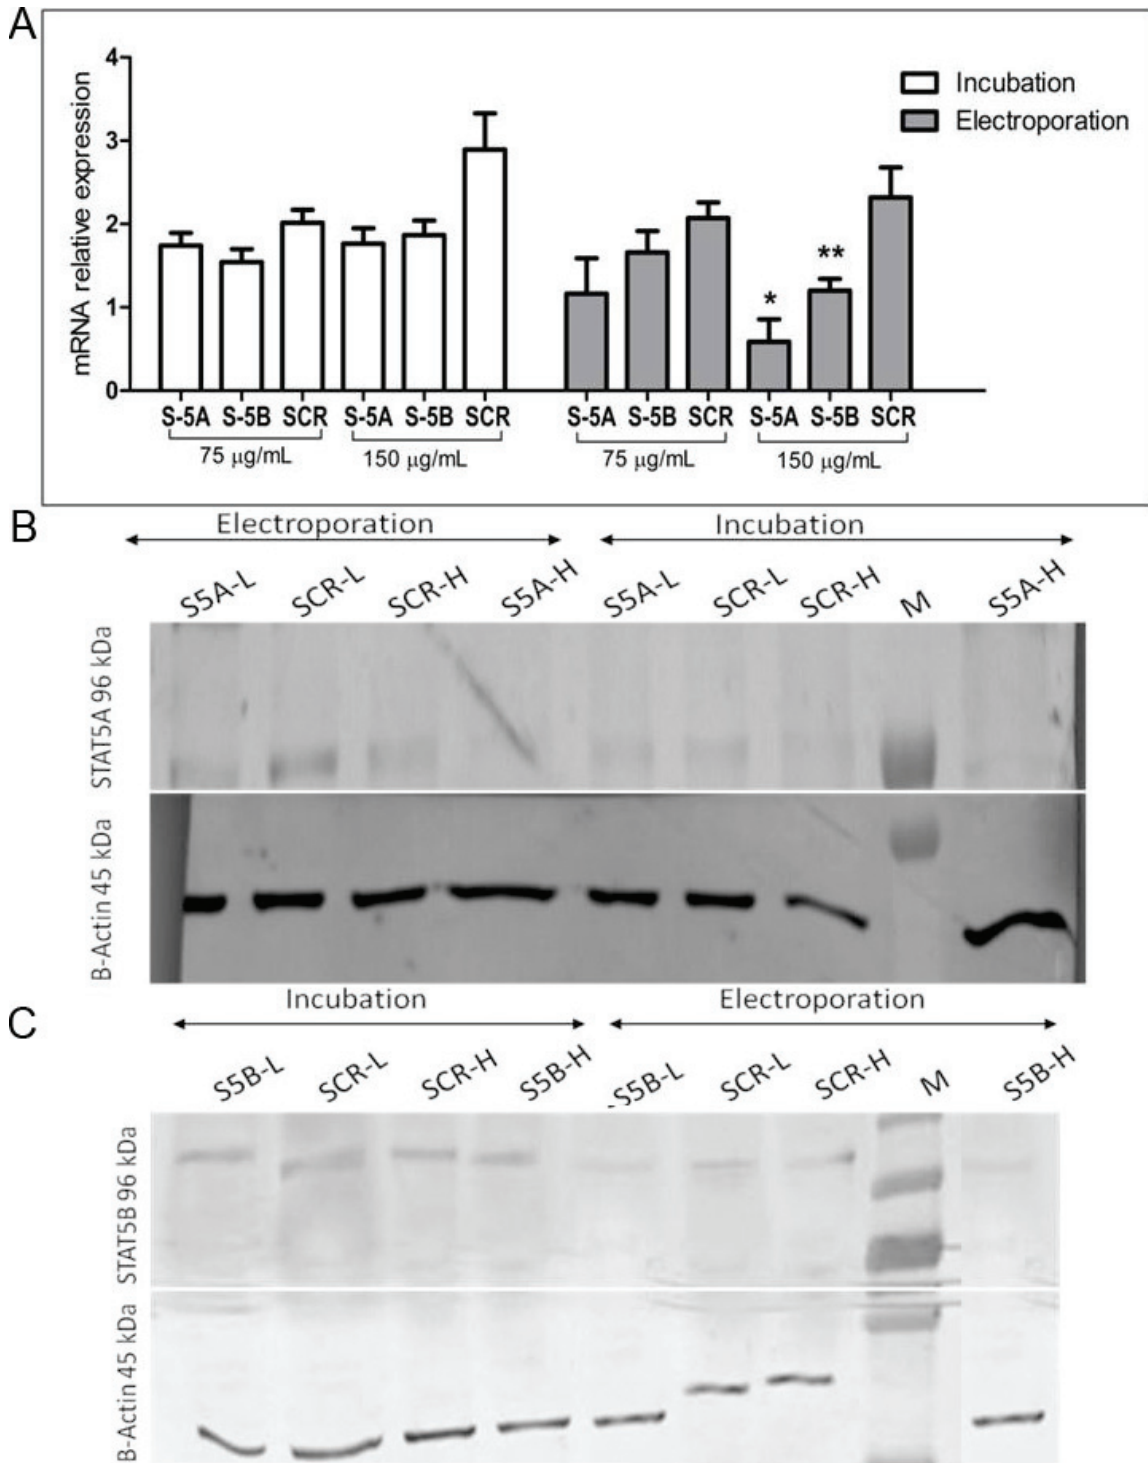 A
4
3
2
1
0
mRNA relative expression
Incubation
Electroporation
S-5A S-5B SCR S-5A S-5B SCR S-5A S-5B SCR S-5A S-5B SCR
* **
75 μg/mL 150 μg/mL 75 μg/mL 150 μg/mL
B
Electroporation Incubation
S5A-L SCR-L SCR-H S5A-H S5A-L SCR-L SCR-H M S5A-H
STAT5A 96 kDa
B-Actin 45 kDa
C
Incubation Electroporation
S5B-L SCR-L SCR-H S5B-H S5B-L SCR-L SCR-H M S5B-H
STAT5B 96 kDa
B-Actin 45 kDa